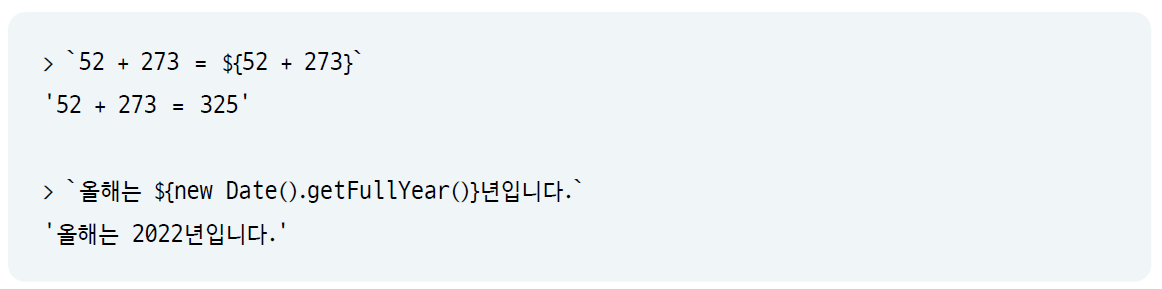 > `52 + 273 = ${52 + 273}`
'52 + 273 = 325'
> `올해는 ${new Date().getFullYear()}년입니다.`
'올해는 2022년입니다.'